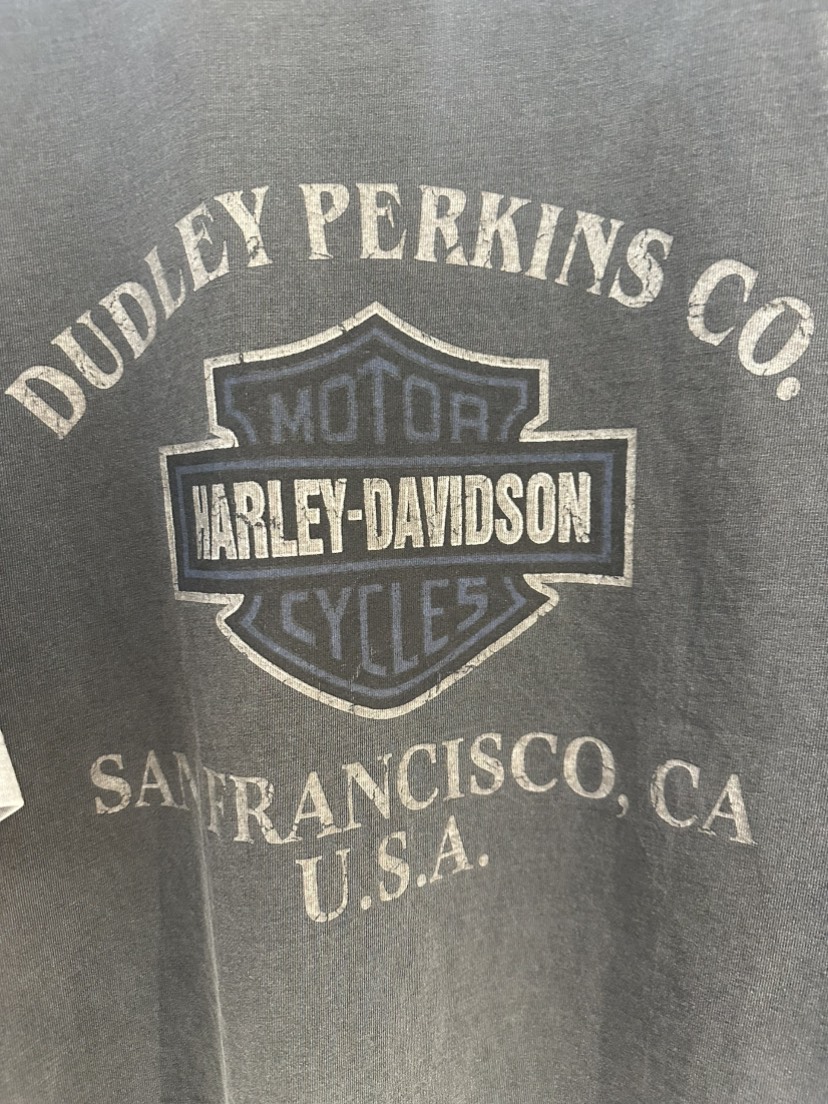 DUDLEY PERKINS CO.
MOTOR
HARLEY-DAVIDSON
CYCLES
SAN FRANCISCO, CA
U.S.A.